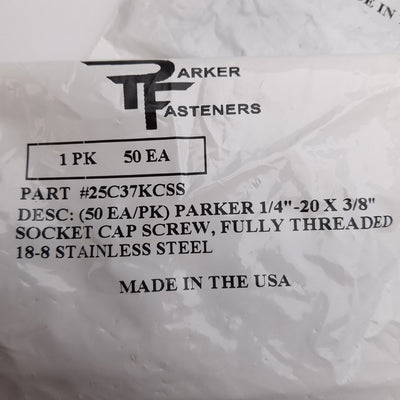 PARKER
FASTENERS
1 PK 50 EA
PART #25C37KCSS
DESC: (50 EA/PK) PARKER 1/4"-20 X 3/8"
SOCKET CAP SCREW, FULLY THREADED
18-8 STAINLESS STEEL
MADE IN THE USA